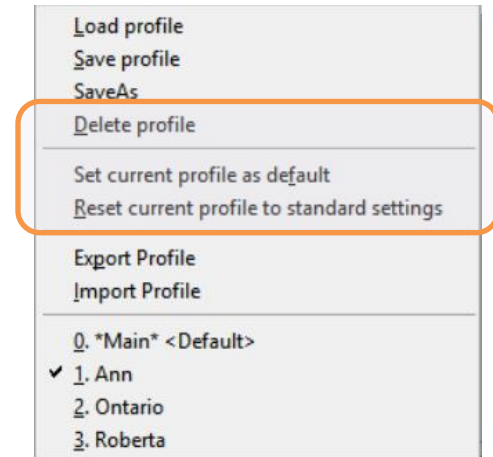 Load profile
Save profile
SaveAs
Delete profile
Set current profile as default
Reset current profile to standard settings
Export Profile
Import Profile
0. *Main* <Default>
✔ 1. Ann
2. Ontario
3. Roberta